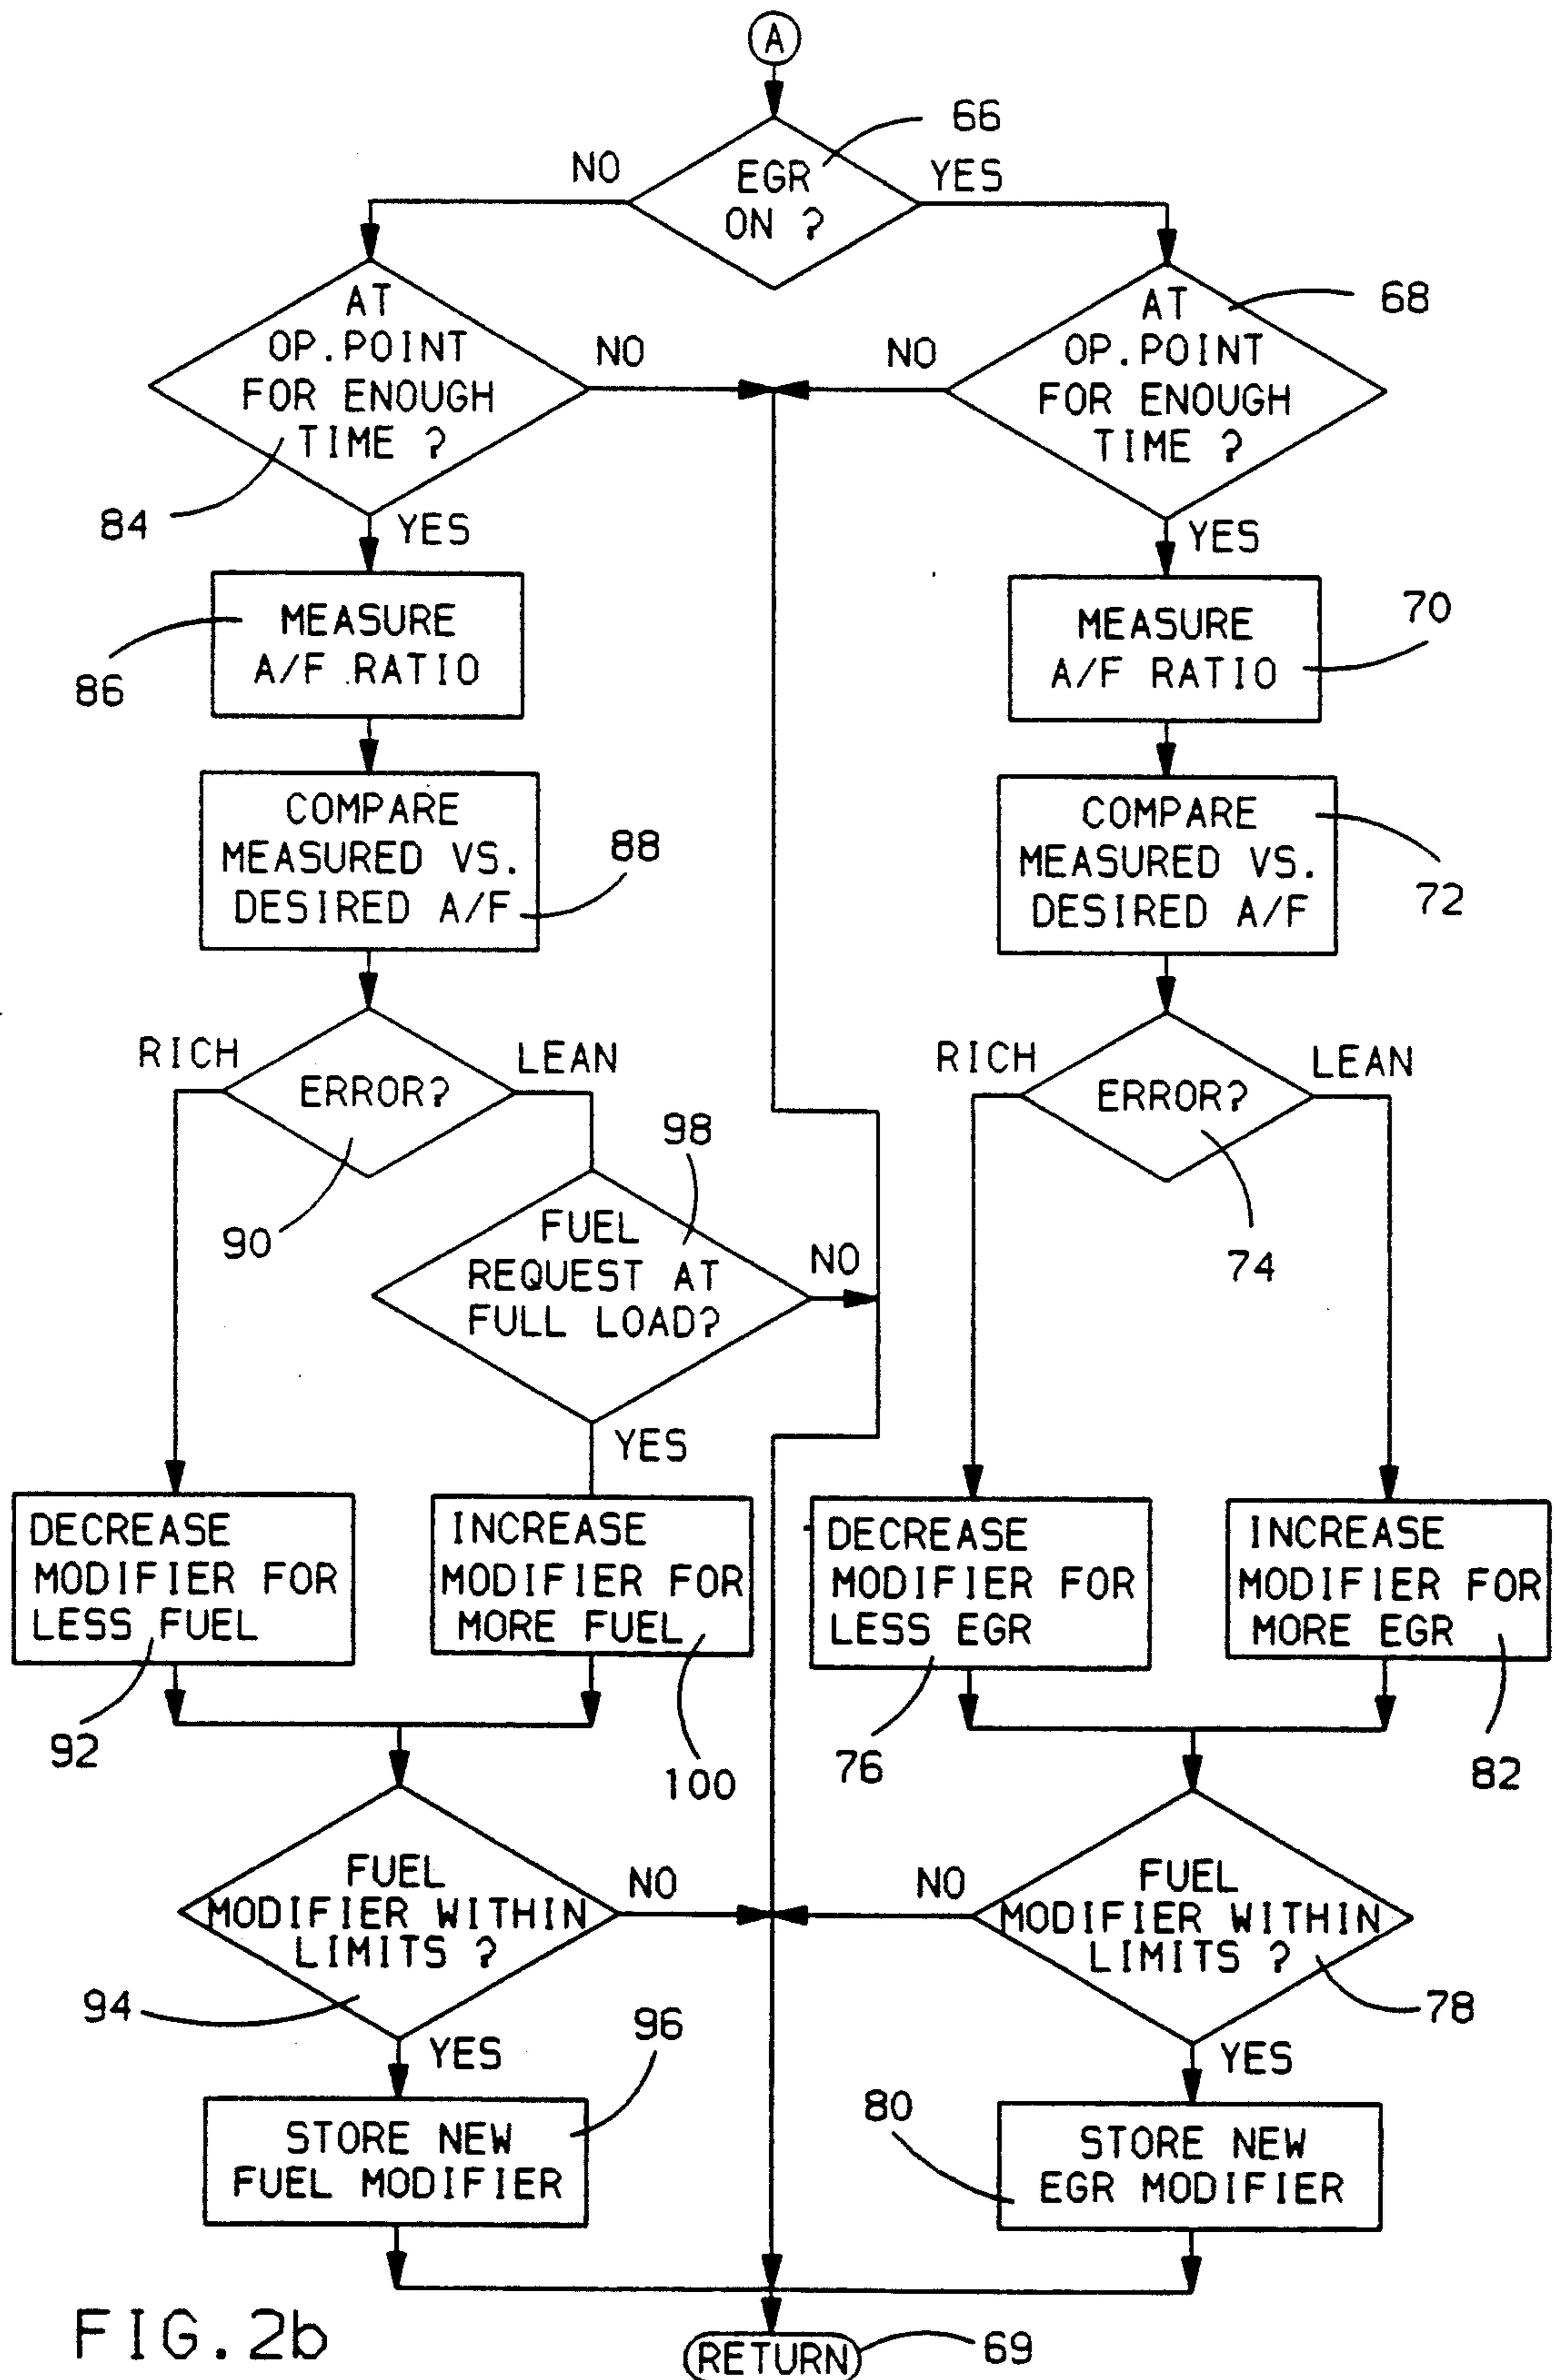 A
66
NO
EGR
ON ?
YES
68
AT
OP.POINT
FOR ENOUGH
TIME ?
NO
NO
AT
OP.POINT
FOR ENOUGH
TIME ?
84
YES
YES
MEASURE
A/F RATIO
86
MEASURE
A/F RATIO
70
COMPARE
MEASURED VS.
DESIRED A/F
88
COMPARE
MEASURED VS.
DESIRED A/F
72
RICH
ERROR?
LEAN
90
RICH
ERROR?
LEAN
74
98
FUEL
REQUEST AT
FULL LOAD?
NO
YES
DECREASE
MODIFIER FOR
LESS FUEL
92
INCREASE
MODIFIER FOR
MORE FUEL
100
DECREASE
MODIFIER FOR
LESS EGR
76
INCREASE
MODIFIER FOR
MORE EGR
82
FUEL
MODIFIER WITHIN
LIMITS ?
NO
94
YES
NO
FUEL
MODIFIER WITHIN
LIMITS ?
78
YES
96
STORE NEW
FUEL MODIFIER
80
STORE NEW
EGR MODIFIER
FIG. 2b
RETURN
69